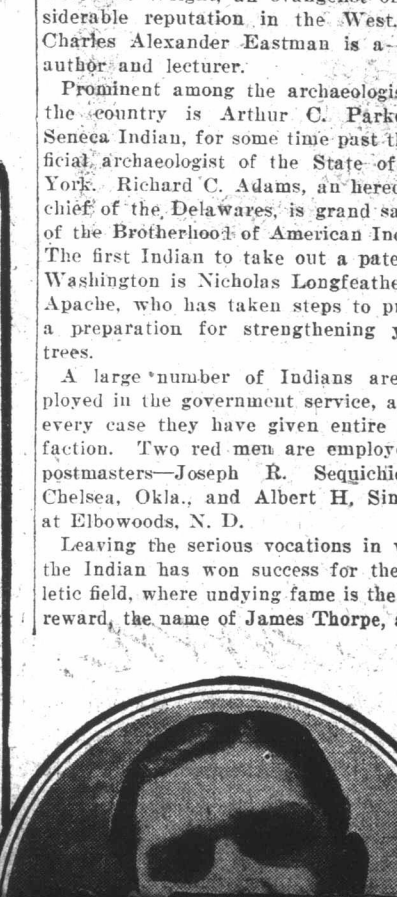 siderable reputation in the West.
Charles Alexander Eastman is a
author and lecturer.
Prominent among the archaeologis
the country is Arthur C. Park
Seneca Indian, for some time past t
ficial archaeologist of the State of
York. Richard C. Adams, an hered
chief of the Delawares, is grand sa
of the Brotherhood of American In
The first Indian to take out a pate
Washington is Nicholas Longfeathe
Apache, who has taken steps to p
a preparation for strengthening y
trees.
A large number of Indians are
ployed in the government service, a
every case they have given entire
faction. Two red men are employe
postmasters—Joseph R. Sequichi
Chelsea, Okla., and Albert H. Sim
at Elbowoods, N. D.
Leaving the serious vocations in w
the Indian has won success for the
letic field, where undying fame is the
reward, the name of James Thorpe, a